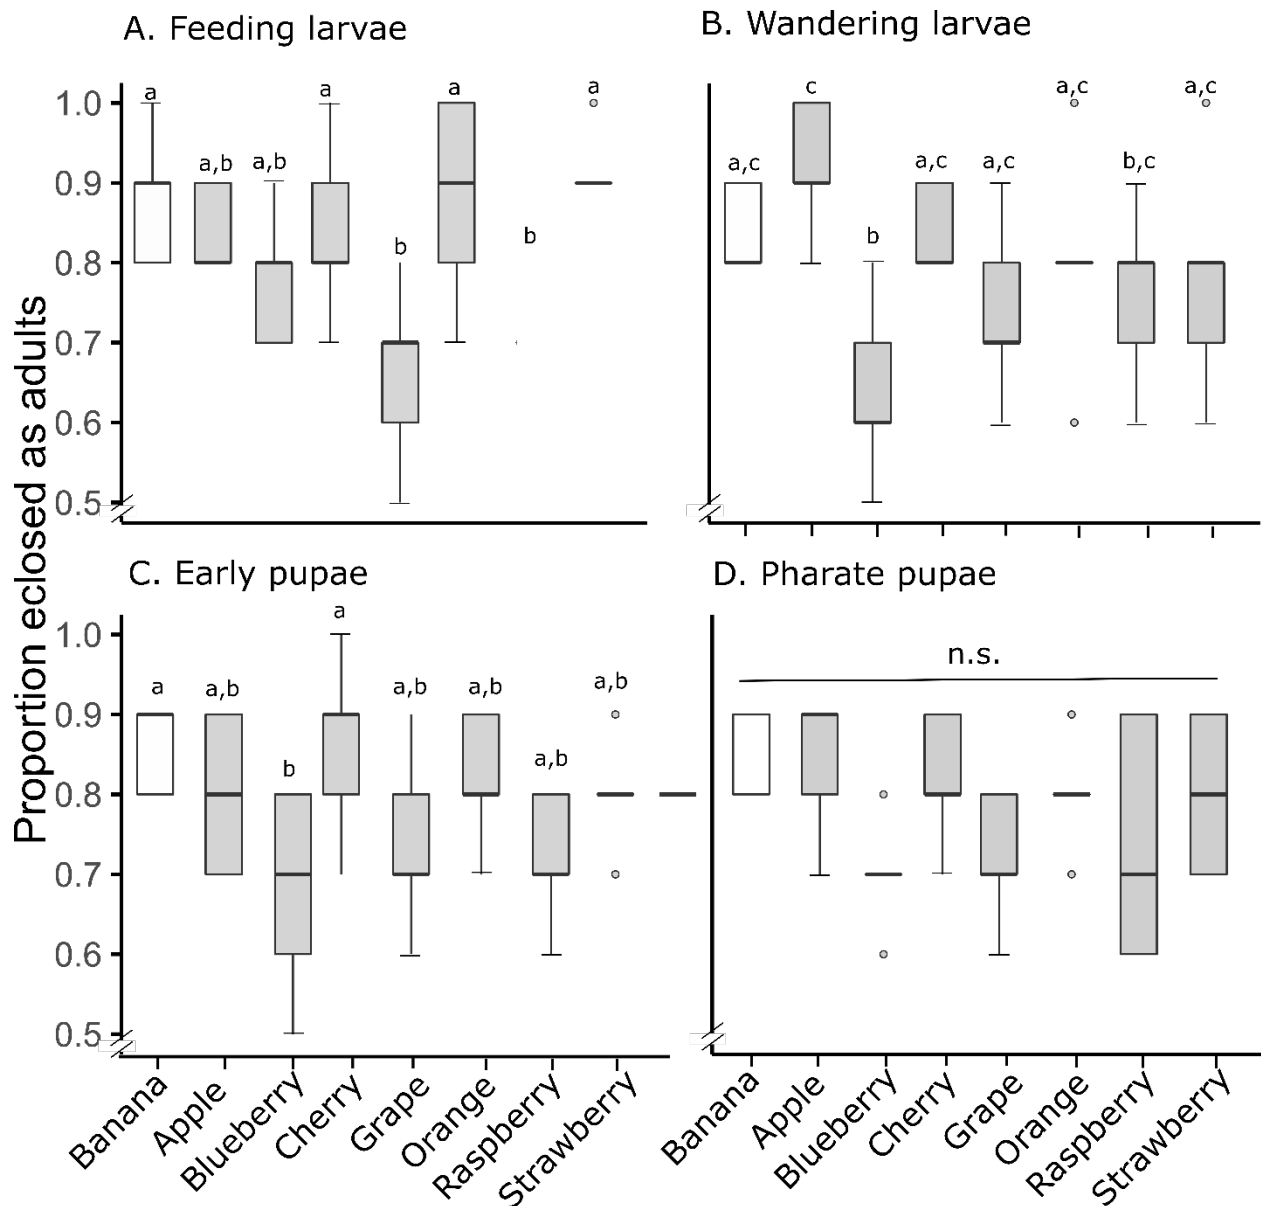 A. Feeding larvae
B. Wandering larvae
Proportion eclosed as adults
1.0
0.9
0.8
0.7
0.6
0.5
a
a,b
a,b
a
b
a
b
a
a,c
c
b
a,c
a,c
a,c
b,c
a,c
C. Early pupae
D. Pharate pupae
1.0
0.9
0.8
0.7
0.6
0.5
a
a,b
b
a
a,b
a,b
a,b
a,b
n.s.
Banana
Apple
Blueberry
Cherry
Grape
Orange
Raspberry
Strawberry
Banana
Apple
Blueberry
Cherry
Grape
Orange
Raspberry
Strawberry